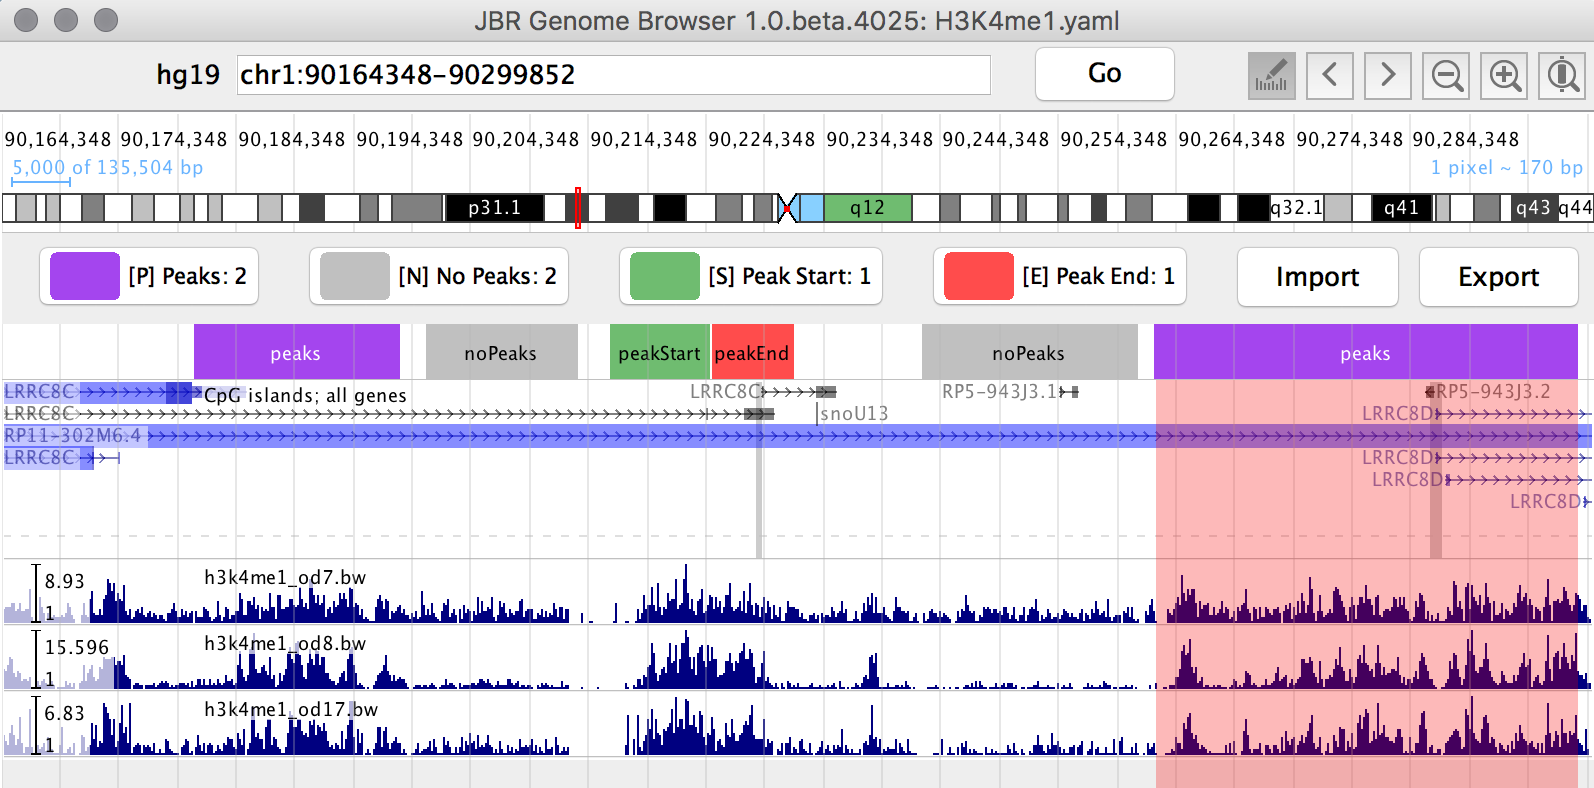 JBR Genome Browser 1.0.beta.4025: H3K4me1.yaml
hg19 chr1:90164348-90299852 Go
90,164,348 90,174,348 90,184,348 90,194,348 90,204,348 90,214,348 90,224,348 90,234,348 90,244,348 90,254,348 90,264,348 90,274,348 90,284,348
5,000 of 135,504 bp 1 pixel ~ 170 bp
p31.1 q12 q32.1 q41 q43 q44
[P] Peaks: 2 [N] No Peaks: 2 [S] Peak Start: 1 [E] Peak End: 1 Import Export
peaks noPeaks peakStart peakEnd noPeaks peaks
LRRC8C CpG islands; all genes LRRC8C RP5-943J3.1 RP5-943J3.2
LRRC8C snoU13 LRRC8D
RP11-302M6.4
LRRC8C LRRC8D
LRRC8D
LRRC8D
8.93 h3k4me1_od7.bw
1
15.596 h3k4me1_od8.bw
1
6.83 h3k4me1_od17.bw
1